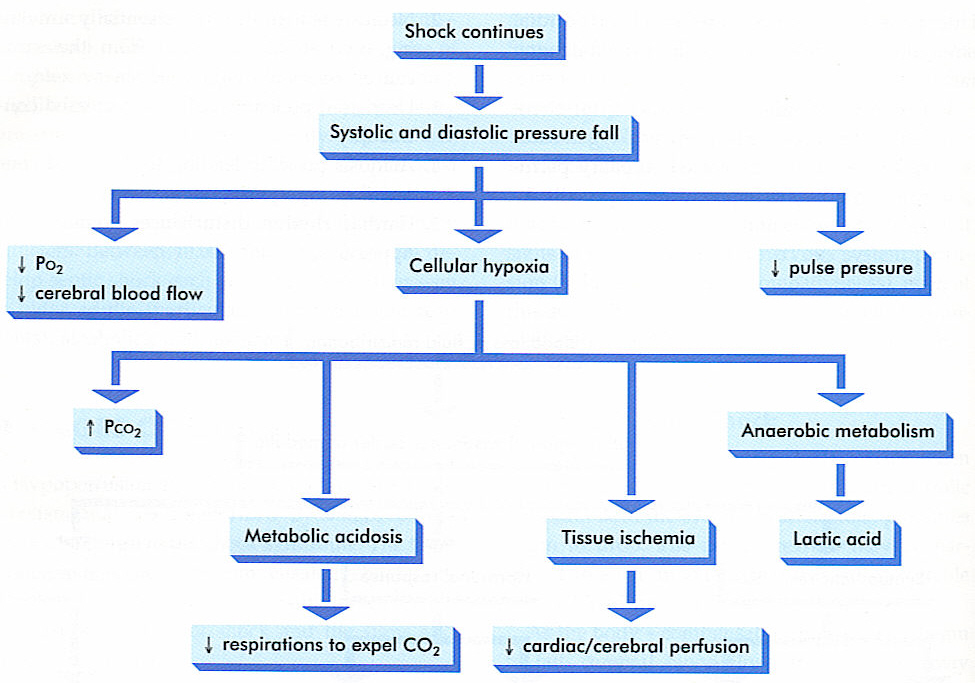 Shock continues
Systolic and diastolic pressure fall
↓ PO₂
↓ cerebral blood flow
Cellular hypoxia
↓ pulse pressure
↑ PCO₂
Anaerobic metabolism
Metabolic acidosis
Tissue ischemia
Lactic acid
↓ respirations to expel CO₂
↓ cardiac/cerebral perfusion